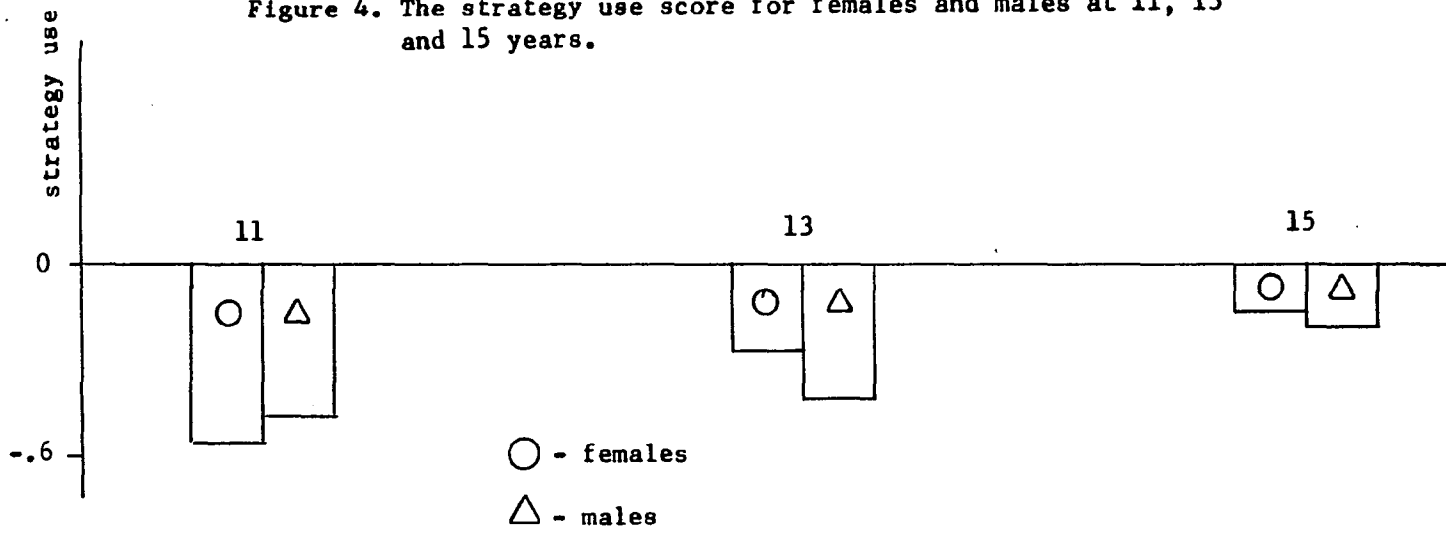 Figure 4. The strategy use score for females and males at 11, 13
and 15 years.
strategy use
11
13
15
0
-.6
- females
- males